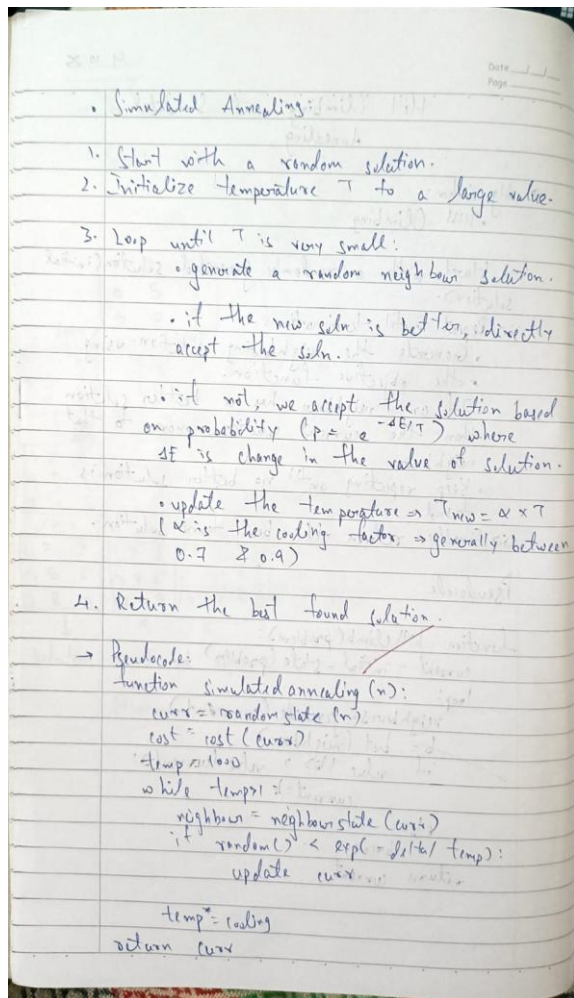 Date
Page
• Simulated Annealing:
1. Start with a random solution.
2. Initialize temperature T to a large value.
3. Loop until T is very small:
• generate a random neighbour solution.
• if the new soln is better, directly
accept the soln.
• if not, we accept the solution based
on probability (p = e^-ΔE/T) where
ΔE is change in the value of solution.
• update the temperature ⇒ Tnew = α × T
(α is the cooling factor, ⇒ generally between
0.7 & 0.9)
4. Return the best found solution.
→ Pseudocode:
function simulatedannealing (n):
curr = randomstate (n)
cost = cost (curr)
temp = 1000
while temp>1:
neighbour = neighbourstate (curr)
if random() < exp(-delta/temp):
update curr
temp* = cooling
return curr